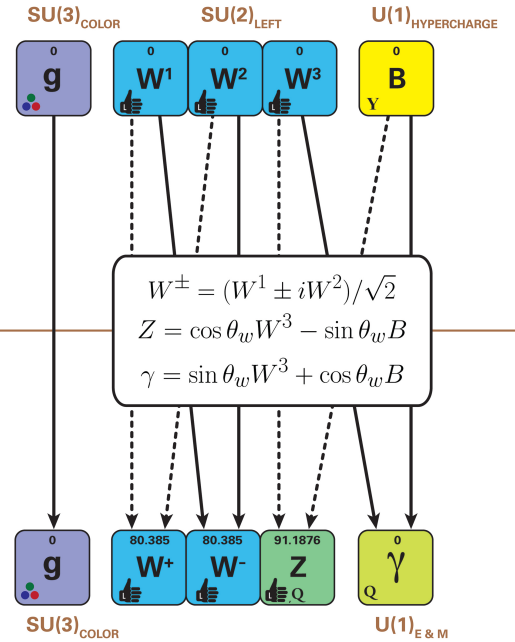 SU(3)COLOR SU(2)LEFT U(1)HYPERCHARGE
0 0 0 0 0
g W¹ W² W³ B
Y
W± = (W¹ ± iW²)/√2
Z = cos θw W³ − sin θw B
γ = sin θw W³ + cos θw B
0 80.385 80.385 91.1876 0
g W⁺ W⁻ Z γ
Q Q
SU(3)COLOR U(1)E & M